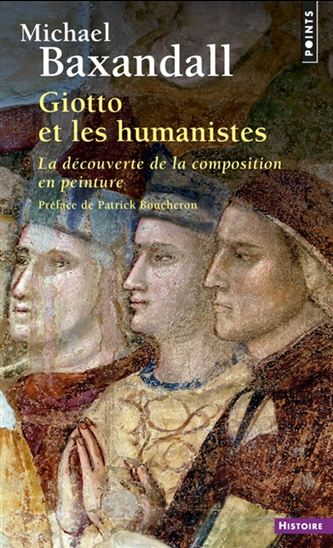 Michael
Baxandall
Giotto
et les humanistes
La découverte de la composition
en peinture
Préface de Patrick Boucheron
POINTS
HISTOIRE